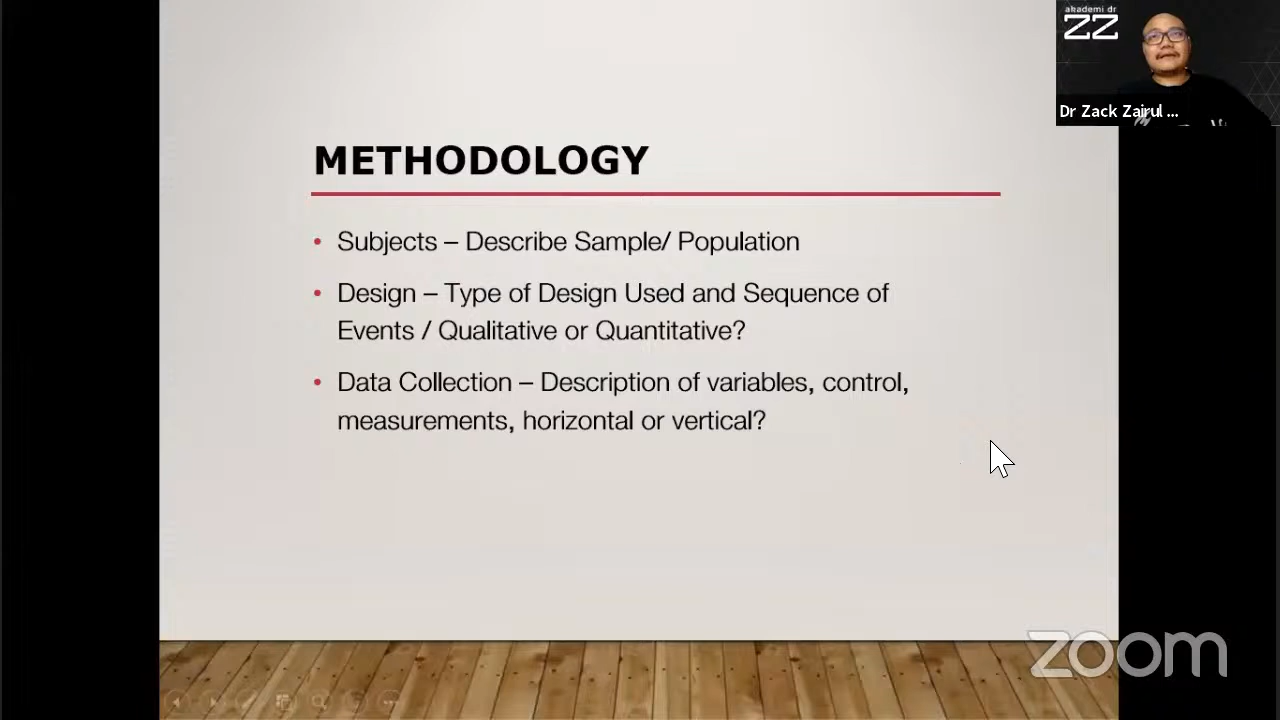 akademi dr
ZZ
Dr Zack Zairul ...
METHODOLOGY
• Subjects – Describe Sample/ Population
• Design – Type of Design Used and Sequence of
Events / Qualitative or Quantitative?
• Data Collection – Description of variables, control,
measurements, horizontal or vertical?
zoom